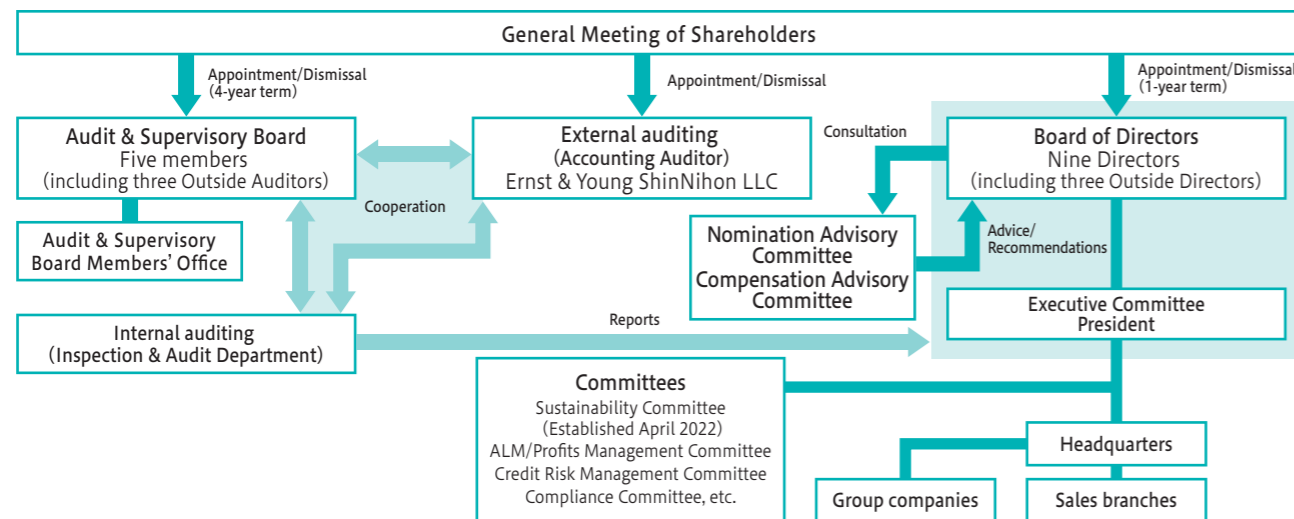 General Meeting of Shareholders
Appointment/Dismissal
(4-year term)
Appointment/Dismissal
Appointment/Dismissal
(1-year term)
Audit & Supervisory Board
Five members
(including three Outside Auditors)
External auditing
(Accounting Auditor)
Ernst & Young ShinNihon LLC
Consultation
Board of Directors
Nine Directors
(including three Outside Directors)
Cooperation
Audit & Supervisory
Board Members’ Office
Nomination Advisory
Committee
Compensation Advisory
Committee
Advice/
Recommendations
Executive Committee
President
Internal auditing
(Inspection & Audit Department)
Reports
Committees
Sustainability Committee
(Established April 2022)
ALM/Profits Management Committee
Credit Risk Management Committee
Compliance Committee, etc.
Headquarters
Group companies
Sales branches